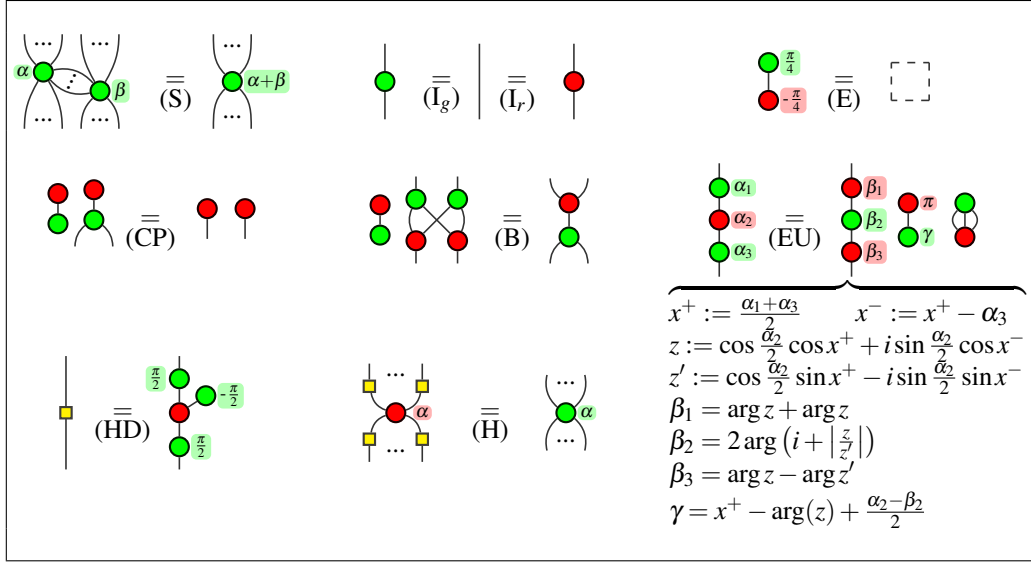 ... ...
α
β
... ...
(S)
...
α+β
...
(I_g)
(I_r)
π/4
-π/4
(E)
(CP)
(B)
α₁
α₂
α₃
(EU)
β₁
β₂
β₃
π
γ
x⁺ := (α₁+α₃)/2 x⁻ := x⁺ − α₃
z := cos α₂/2 cos x⁺ + i sin α₂/2 cos x⁻
z′ := cos α₂/2 sin x⁺ − i sin α₂/2 sin x⁻
β₁ = arg z + arg z
β₂ = 2 arg (i + |z/z′|)
β₃ = arg z − arg z′
γ = x⁺ − arg(z) + (α₂−β₂)/2
(HD)
π/2
-π/2
π/2
...
α
...
(H)
...
α
...